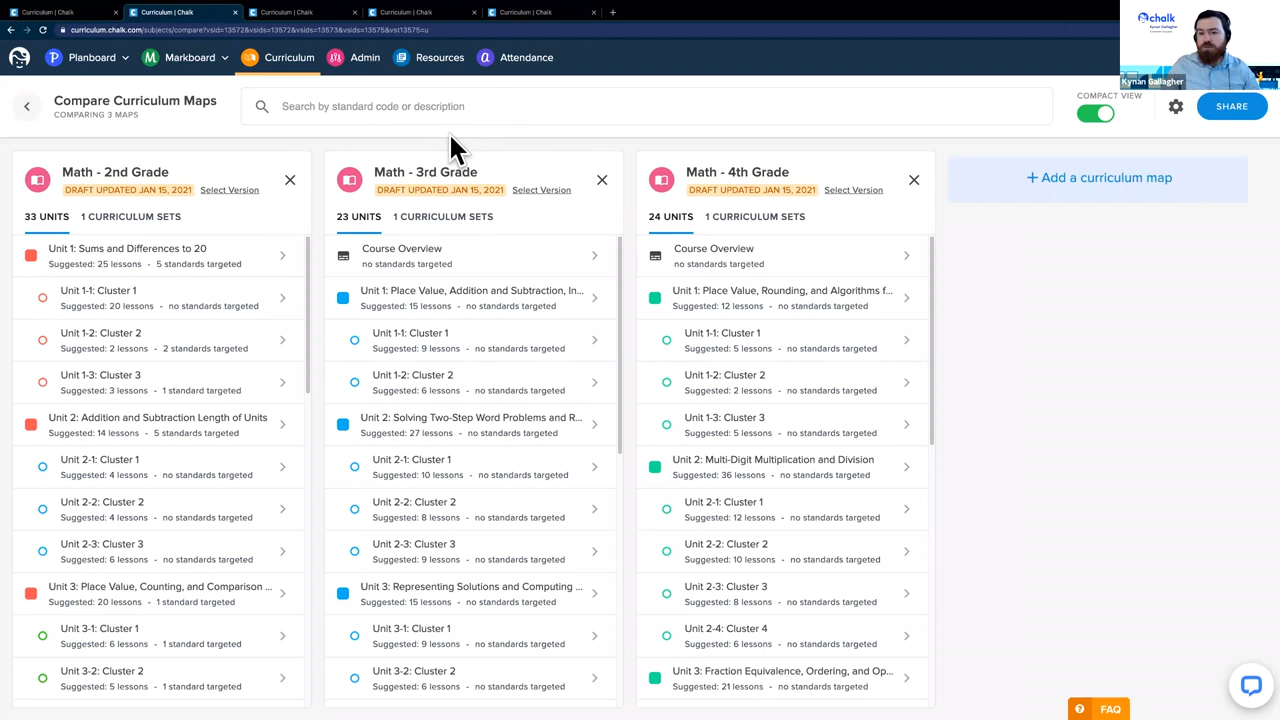 Curriculum | Chalk
Curriculum | Chalk
Curriculum | Chalk
Curriculum | Chalk
Curriculum | Chalk
curriculum.chalk.com/subjects/compare?vsid=13572&vsids=13572&vsids=13573&vsids=13575&vst13575=u
Planboard
Markboard
Curriculum
Admin
Resources
Attendance
chalk
Kynan Gallagher
Kynan Gallagher
Compare Curriculum Maps
COMPARING 3 MAPS
Search by standard code or description
COMPACT VIEW
SHARE
Math - 2nd Grade
DRAFT UPDATED JAN 15, 2021 Select Version
33 UNITS 1 CURRICULUM SETS
Unit 1: Sums and Differences to 20
Suggested: 25 lessons - 5 standards targeted
Unit 1-1: Cluster 1
Suggested: 20 lessons - no standards targeted
Unit 1-2: Cluster 2
Suggested: 2 lessons - 2 standards targeted
Unit 1-3: Cluster 3
Suggested: 3 lessons - 1 standard targeted
Unit 2: Addition and Subtraction Length of Units
Suggested: 14 lessons - 5 standards targeted
Unit 2-1: Cluster 1
Suggested: 4 lessons - no standards targeted
Unit 2-2: Cluster 2
Suggested: 4 lessons - no standards targeted
Unit 2-3: Cluster 3
Suggested: 6 lessons - no standards targeted
Unit 3: Place Value, Counting, and Comparison ...
Suggested: 20 lessons - 1 standard targeted
Unit 3-1: Cluster 1
Suggested: 6 lessons - 1 standard targeted
Unit 3-2: Cluster 2
Suggested: 5 lessons - 1 standard targeted
Math - 3rd Grade
DRAFT UPDATED JAN 15, 2021 Select Version
23 UNITS 1 CURRICULUM SETS
Course Overview
no standards targeted
Unit 1: Place Value, Addition and Subtraction, In...
Suggested: 15 lessons - no standards targeted
Unit 1-1: Cluster 1
Suggested: 9 lessons - no standards targeted
Unit 1-2: Cluster 2
Suggested: 6 lessons - no standards targeted
Unit 2: Solving Two-Step Word Problems and R...
Suggested: 27 lessons - no standards targeted
Unit 2-1: Cluster 1
Suggested: 10 lessons - no standards targeted
Unit 2-2: Cluster 2
Suggested: 8 lessons - no standards targeted
Unit 2-3: Cluster 3
Suggested: 9 lessons - no standards targeted
Unit 3: Representing Solutions and Computing ...
Suggested: 15 lessons - no standards targeted
Unit 3-1: Cluster 1
Suggested: 9 lessons - no standards targeted
Unit 3-2: Cluster 2
Suggested: 6 lessons - no standards targeted
Math - 4th Grade
DRAFT UPDATED JAN 15, 2021 Select Version
24 UNITS 1 CURRICULUM SETS
Course Overview
no standards targeted
Unit 1: Place Value, Rounding, and Algorithms f...
Suggested: 12 lessons - no standards targeted
Unit 1-1: Cluster 1
Suggested: 5 lessons - no standards targeted
Unit 1-2: Cluster 2
Suggested: 2 lessons - no standards targeted
Unit 1-3: Cluster 3
Suggested: 5 lessons - no standards targeted
Unit 2: Multi-Digit Multiplication and Division
Suggested: 36 lessons - no standards targeted
Unit 2-1: Cluster 1
Suggested: 12 lessons - no standards targeted
Unit 2-2: Cluster 2
Suggested: 10 lessons - no standards targeted
Unit 2-3: Cluster 3
Suggested: 8 lessons - no standards targeted
Unit 2-4: Cluster 4
Suggested: 6 lessons - no standards targeted
Unit 3: Fraction Equivalence, Ordering, and Op...
Suggested: 21 lessons - no standards targeted
+ Add a curriculum map
? FAQ